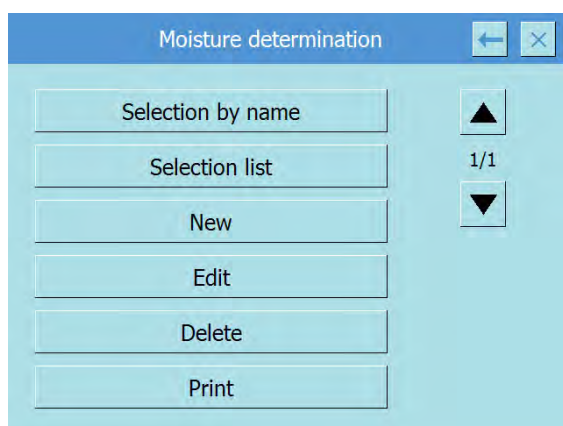 Moisture determination
Selection by name
Selection list
1/1
New
Edit
Delete
Print